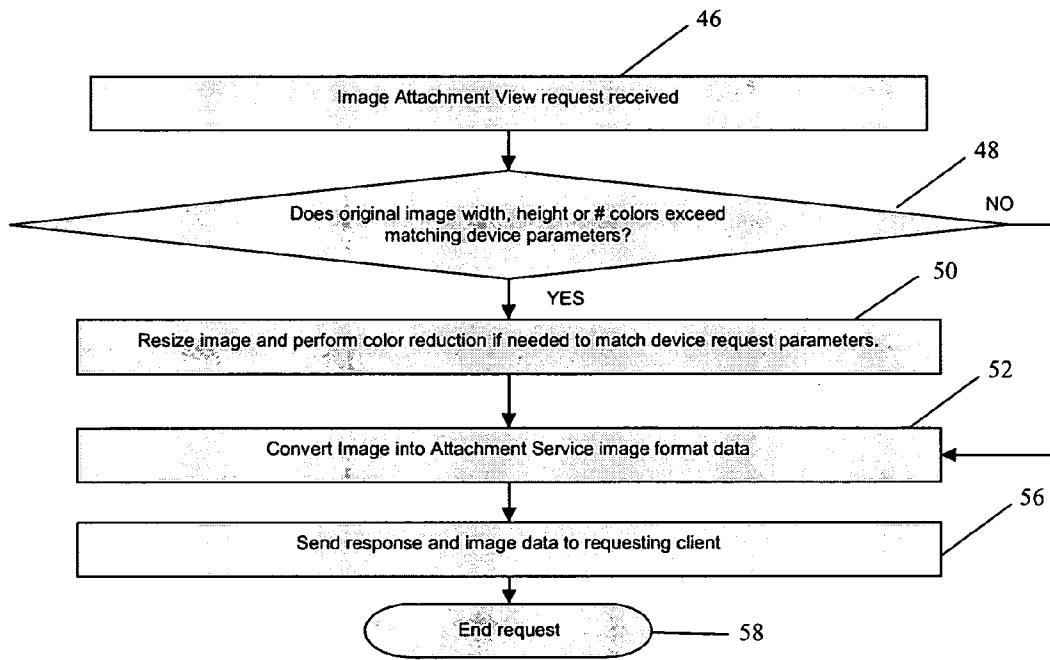 46
Image Attachment View request received
48
Does original image width, height or # colors exceed
matching device parameters?
NO
YES
50
Resize image and perform color reduction if needed to match device request parameters.
52
Convert Image into Attachment Service image format data
56
Send response and image data to requesting client
End request
58